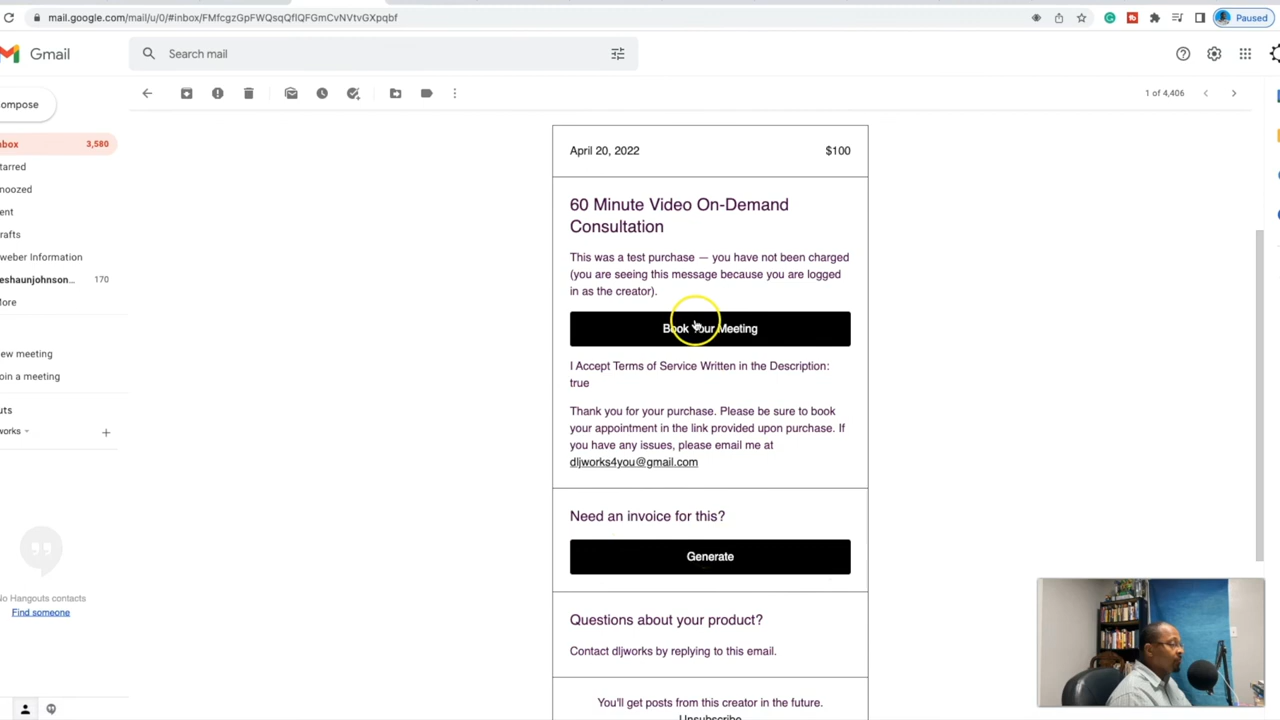 mail.google.com/mail/u/0/#inbox/FMfcgzGpFWQsqQflQFGmCvNVtvGXpqbf
Paused
Gmail
Search mail
ompose
1 of 4,406
nbox 3,580
tarred
noozed
ent
rafts
weber Information
eshaunjohnson... 170
More
ew meeting
oin a meeting
uts
works
No Hangouts contacts
Find someone
April 20, 2022 $100
60 Minute Video On-Demand
Consultation
This was a test purchase — you have not been charged
(you are seeing this message because you are logged
in as the creator).
Book Your Meeting
I Accept Terms of Service Written in the Description:
true
Thank you for your purchase. Please be sure to book
your appointment in the link provided upon purchase. If
you have any issues, please email me at
dljworks4you@gmail.com
Need an invoice for this?
Generate
Questions about your product?
Contact dljworks by replying to this email.
You'll get posts from this creator in the future.
Unsubscribe